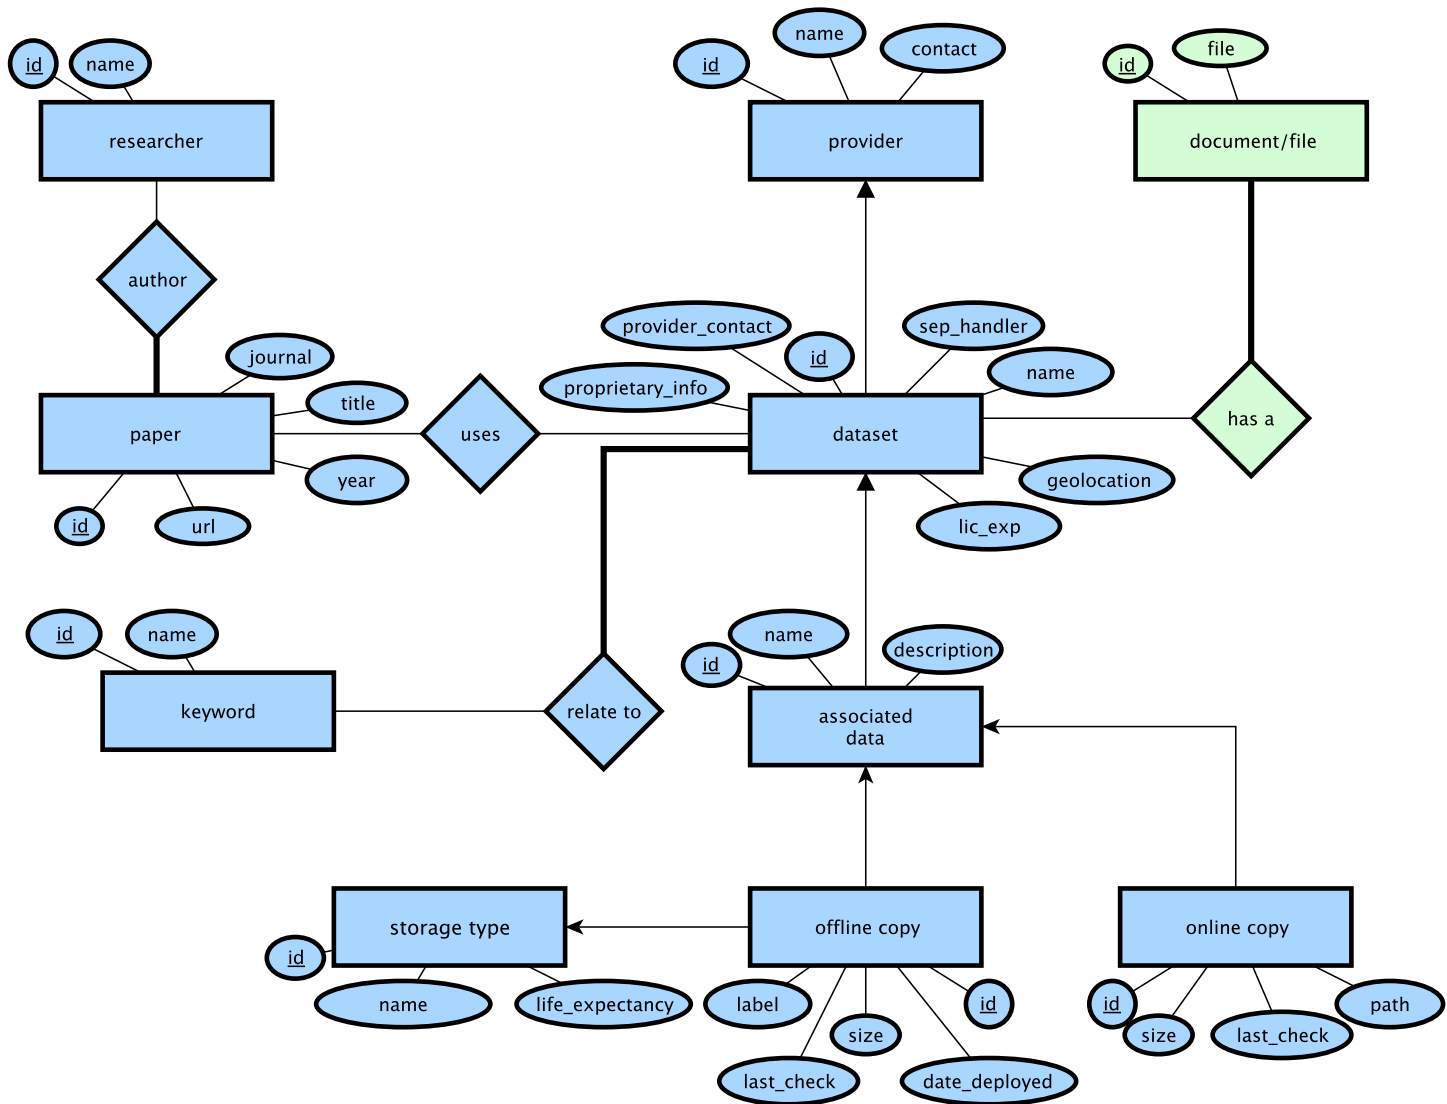 id
name
researcher
id
name
contact
provider
id
file
document/file
author
journal
title
paper
year
id
url
uses
provider_contact
id
sep_handler
proprietary_info
name
dataset
geolocation
lic_exp
has a
id
name
keyword
relate to
id
name
description
associated
data
storage type
id
name
life_expectancy
offline copy
label
last_check
size
date_deployed
id
online copy
id
size
last_check
path